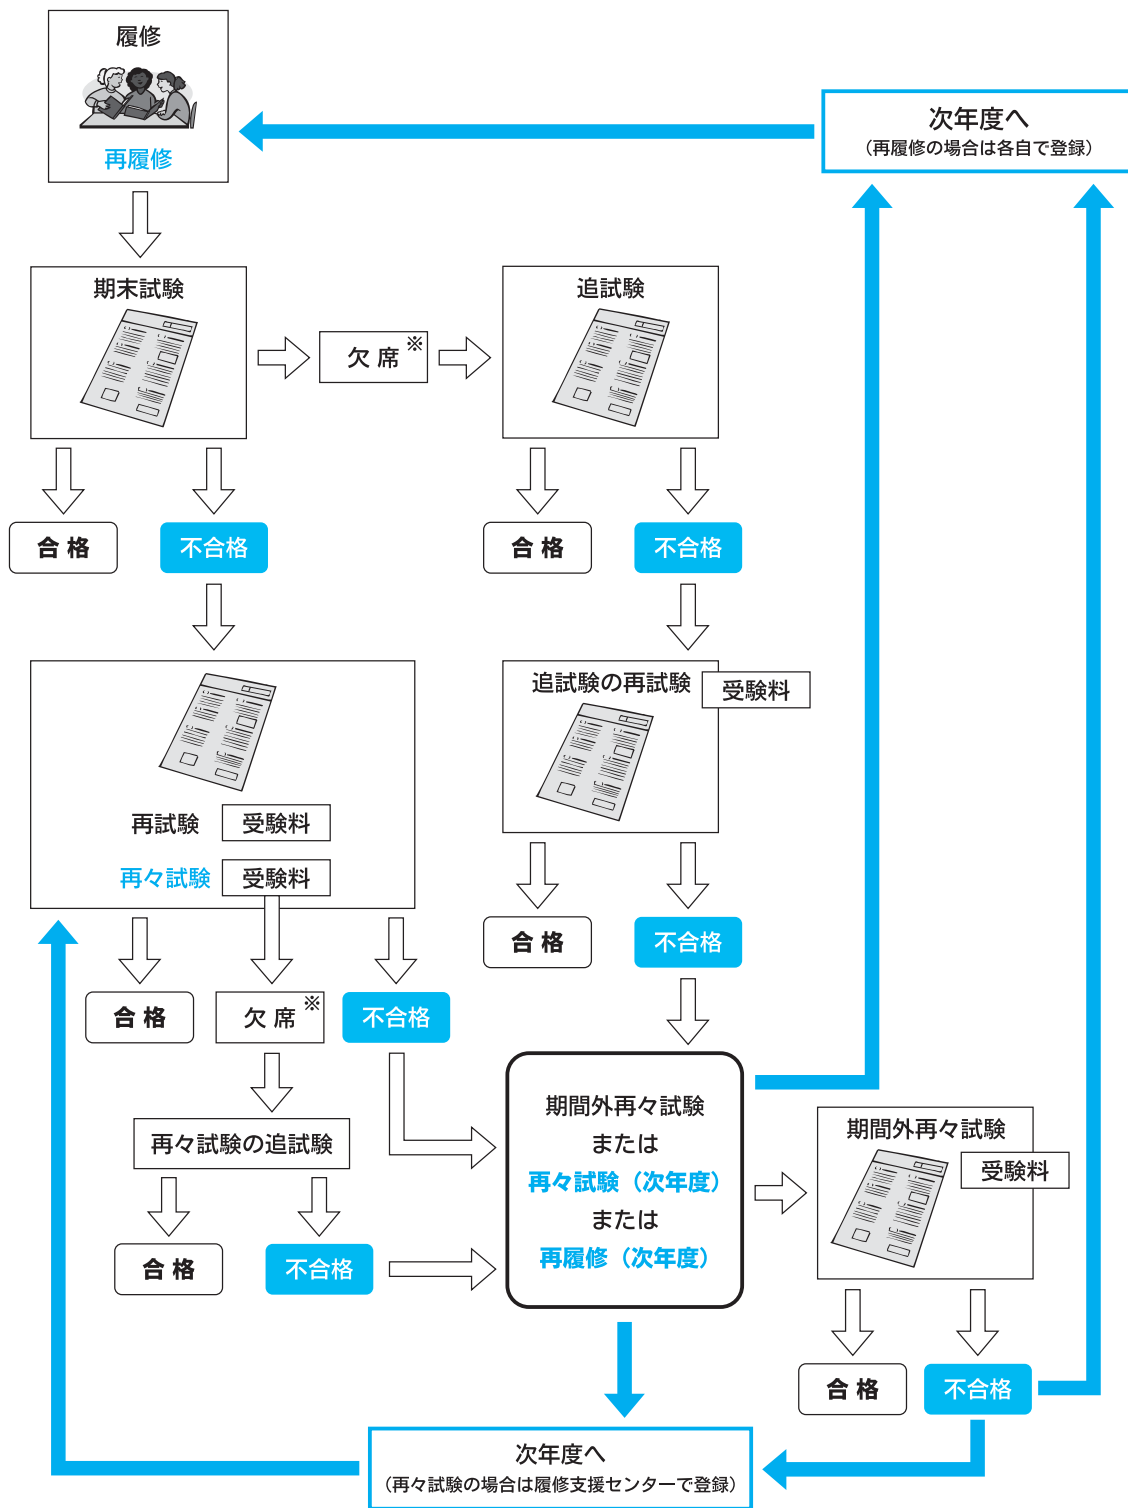 履修
再履修
次年度へ
（再履修の場合は各自で登録）
期末試験
欠 席※
追試験
合 格
不合格
合 格
不合格
追試験の再試験
受験料
再試験
受験料
再々試験
受験料
合 格
不合格
合 格
欠 席※
不合格
期間外再々試験
または
再々試験（次年度）
または
再履修（次年度）
再々試験の追試験
期間外再々試験
受験料
合 格
不合格
合 格
不合格
次年度へ
（再々試験の場合は履修支援センターで登録）